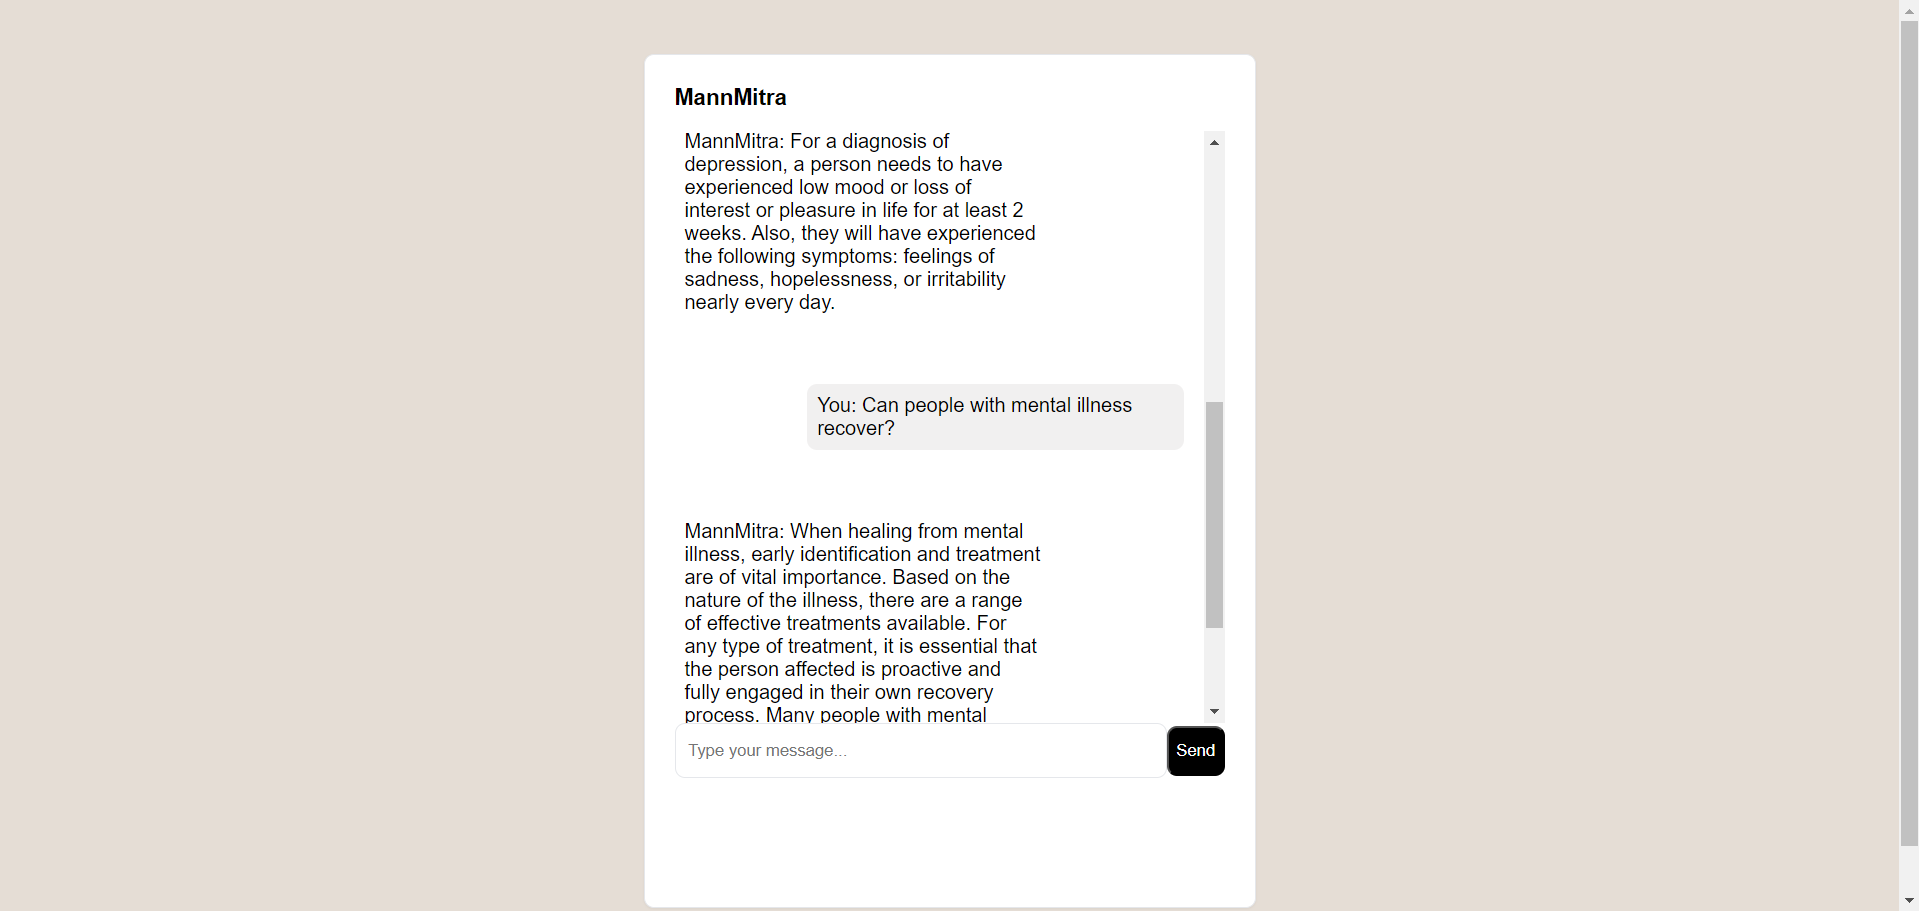 MannMitra
MannMitra: For a diagnosis of
depression, a person needs to have
experienced low mood or loss of
interest or pleasure in life for at least 2
weeks. Also, they will have experienced
the following symptoms: feelings of
sadness, hopelessness, or irritability
nearly every day.
You: Can people with mental illness
recover?
MannMitra: When healing from mental
illness, early identification and treatment
are of vital importance. Based on the
nature of the illness, there are a range
of effective treatments available. For
any type of treatment, it is essential that
the person affected is proactive and
fully engaged in their own recovery
process. Many people with mental
Type your message...
Send